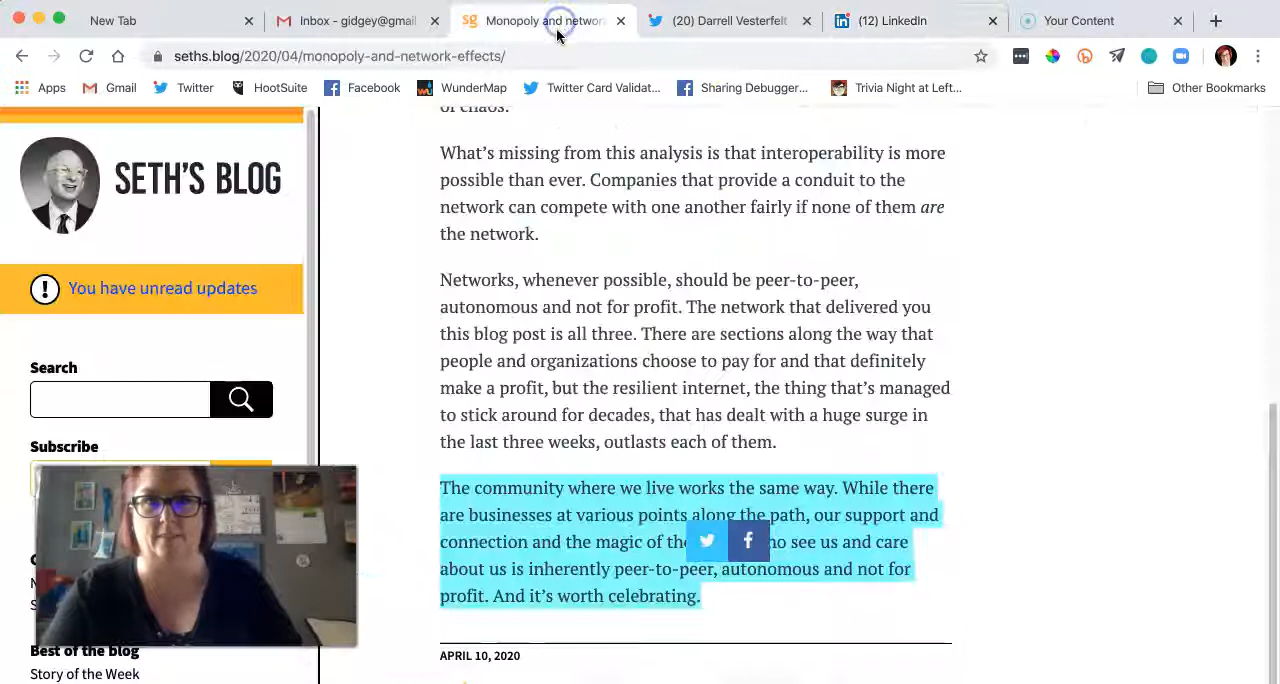 New Tab
Inbox - gidgey@gmail
sg Monopoly and networ
(20) Darrell Vesterfelt
(12) LinkedIn
Your Content
seths.blog/2020/04/monopoly-and-network-effects/
Apps
Gmail
Twitter
HootSuite
Facebook
WunderMap
Twitter Card Validat...
Sharing Debugger...
Trivia Night at Left...
Other Bookmarks
SETH'S BLOG
! You have unread updates
Search
Subscribe
Best of the blog
Story of the Week
of chaos.
What's missing from this analysis is that interoperability is more
possible than ever. Companies that provide a conduit to the
network can compete with one another fairly if none of them are
the network.
Networks, whenever possible, should be peer-to-peer,
autonomous and not for profit. The network that delivered you
this blog post is all three. There are sections along the way that
people and organizations choose to pay for and that definitely
make a profit, but the resilient internet, the thing that's managed
to stick around for decades, that has dealt with a huge surge in
the last three weeks, outlasts each of them.
The community where we live works the same way. While there
are businesses at various points along the path, our support and
connection and the magic of the ho see us and care
about us is inherently peer-to-peer, autonomous and not for
profit. And it's worth celebrating.
APRIL 10, 2020